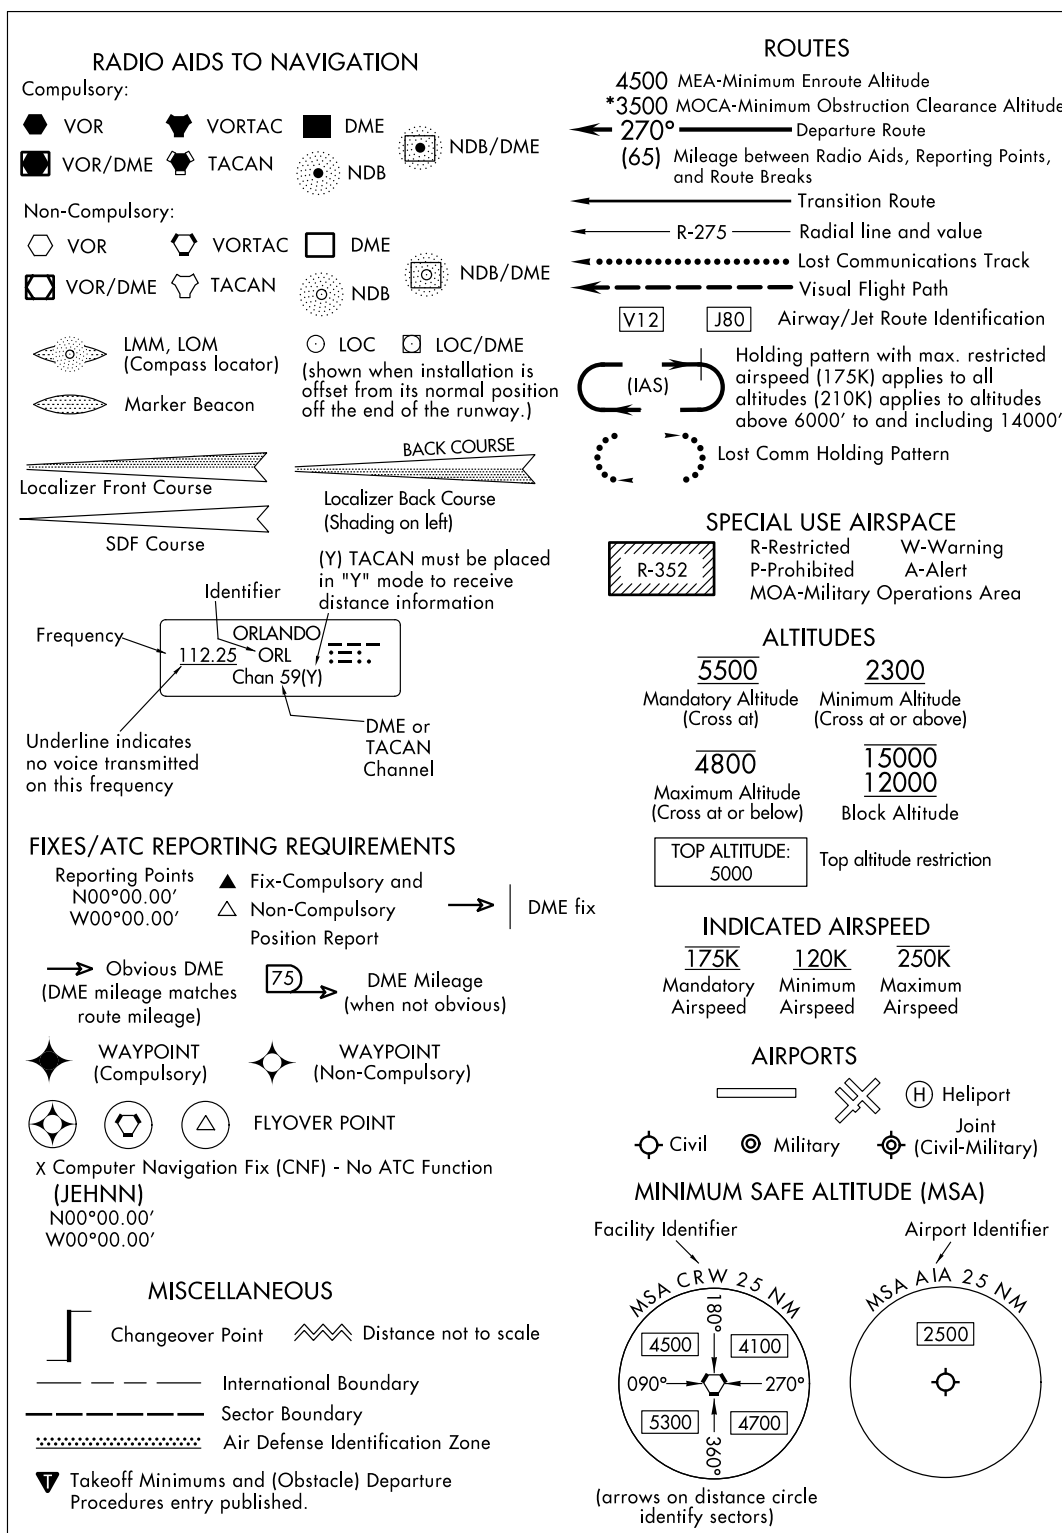 RADIO AIDS TO NAVIGATION
Compulsory:
VOR
VORTAC
DME
NDB/DME
VOR/DME
TACAN
NDB
Non-Compulsory:
VOR
VORTAC
DME
NDB/DME
VOR/DME
TACAN
NDB
LMM, LOM
(Compass locator)
Marker Beacon
LOC
LOC/DME
(shown when installation is
offset from its normal position
off the end of the runway.)
Localizer Front Course
BACK COURSE
Localizer Back Course
(Shading on left)
SDF Course
(Y) TACAN must be placed
in "Y" mode to receive
distance information
Identifier
Frequency
ORLANDO
112.25 ORL
Chan 59(Y)
Underline indicates
no voice transmitted
on this frequency
DME or
TACAN
Channel
FIXES/ATC REPORTING REQUIREMENTS
Reporting Points
N00°00.00'
W00°00.00'
Fix-Compulsory and
Non-Compulsory
Position Report
DME fix
Obvious DME
(DME mileage matches
route mileage)
75
DME Mileage
(when not obvious)
WAYPOINT
(Compulsory)
WAYPOINT
(Non-Compulsory)
FLYOVER POINT
X Computer Navigation Fix (CNF) - No ATC Function
(JEHNN)
N00°00.00'
W00°00.00'
MISCELLANEOUS
Changeover Point
Distance not to scale
International Boundary
Sector Boundary
Air Defense Identification Zone
T Takeoff Minimums and (Obstacle) Departure
Procedures entry published.
ROUTES
4500 MEA-Minimum Enroute Altitude
*3500 MOCA-Minimum Obstruction Clearance Altitude
270° Departure Route
(65) Mileage between Radio Aids, Reporting Points,
and Route Breaks
Transition Route
R-275 Radial line and value
Lost Communications Track
Visual Flight Path
V12 J80 Airway/Jet Route Identification
(IAS)
Holding pattern with max. restricted
airspeed (175K) applies to all
altitudes (210K) applies to altitudes
above 6000' to and including 14000'
Lost Comm Holding Pattern
SPECIAL USE AIRSPACE
R-352
R-Restricted W-Warning
P-Prohibited A-Alert
MOA-Military Operations Area
ALTITUDES
5500
Mandatory Altitude
(Cross at)
2300
Minimum Altitude
(Cross at or above)
4800
Maximum Altitude
(Cross at or below)
15000
12000
Block Altitude
TOP ALTITUDE:
5000
Top altitude restriction
INDICATED AIRSPEED
175K
Mandatory
Airspeed
120K
Minimum
Airspeed
250K
Maximum
Airspeed
AIRPORTS
H Heliport
Civil
Military
Joint
(Civil-Military)
MINIMUM SAFE ALTITUDE (MSA)
Facility Identifier
MSA CRW 25 NM
180°
4500
4100
090°
270°
5300
4700
360°
(arrows on distance circle
identify sectors)
Airport Identifier
MSA AIA 25 NM
2500